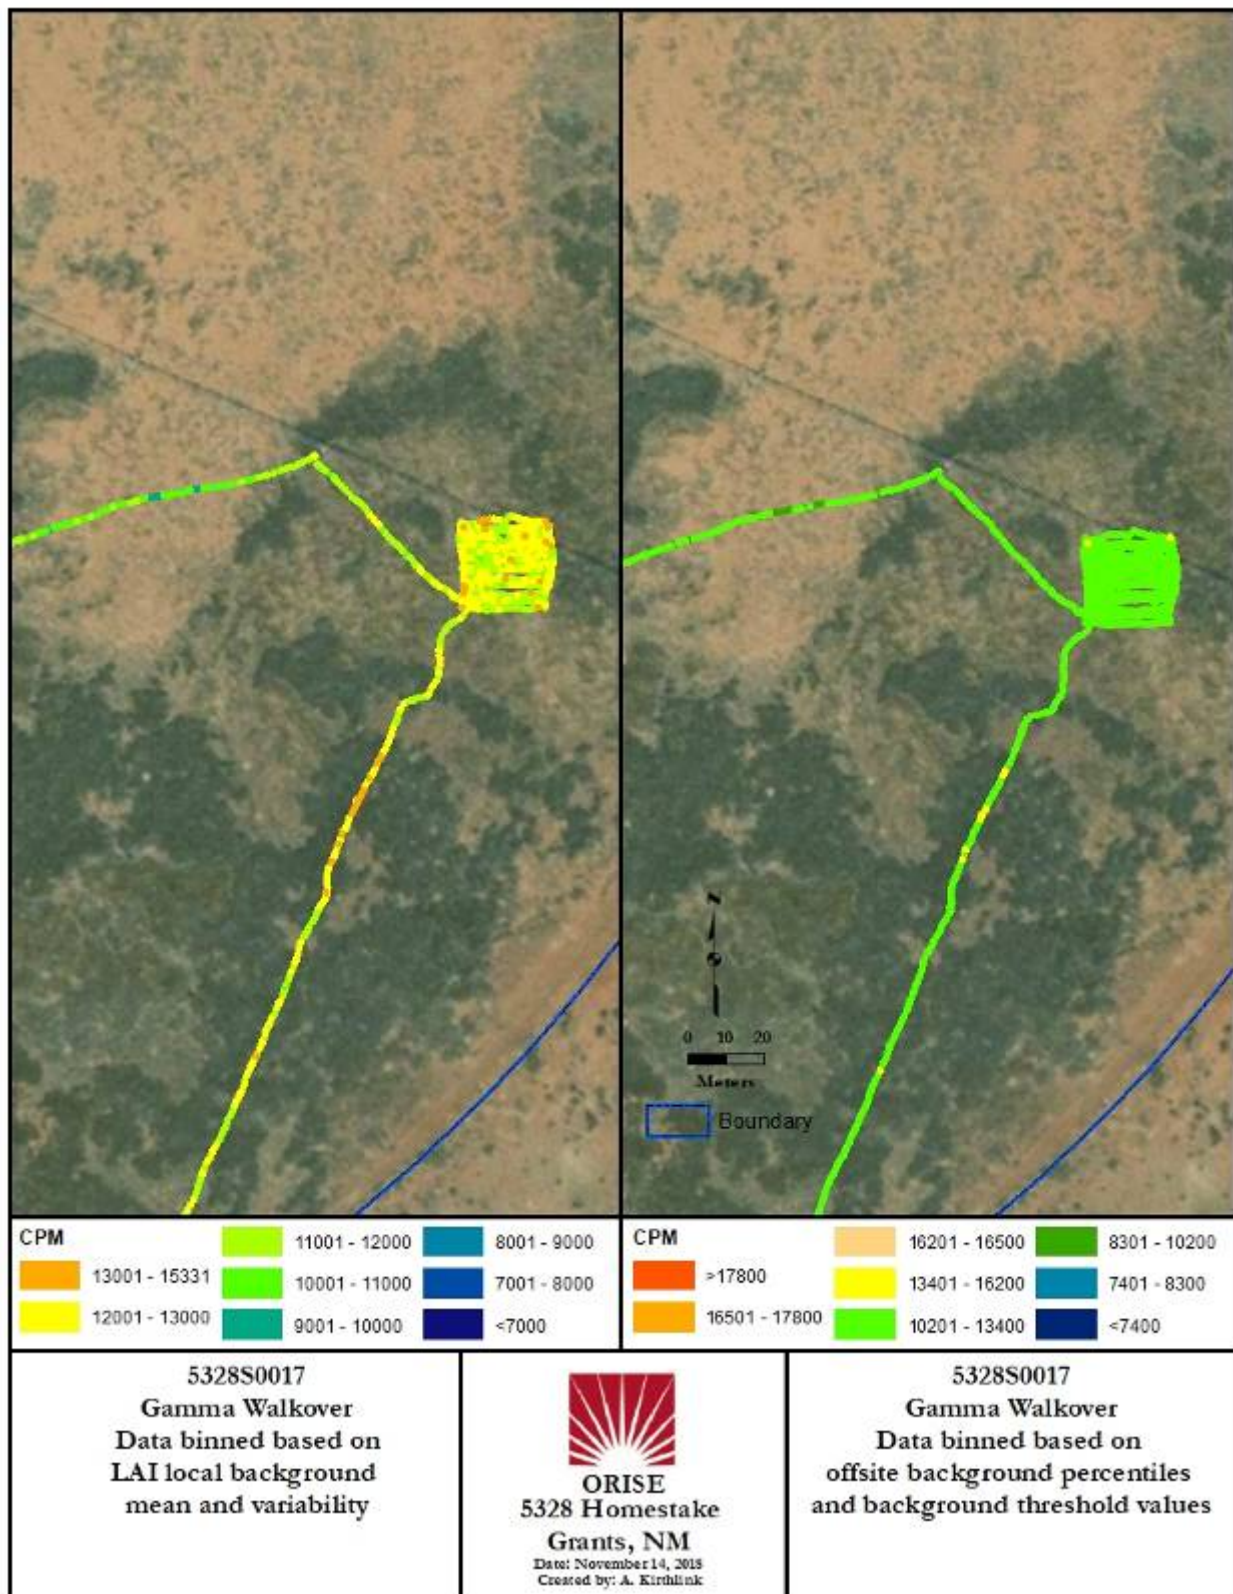 Z
0 10 20
Meters
Boundary
CPM
13001 - 15331
12001 - 13000
11001 - 12000
10001 - 11000
9001 - 10000
8001 - 9000
7001 - 8000
<7000
CPM
>17800
16501 - 17800
16201 - 16500
13401 - 16200
10201 - 13400
8301 - 10200
7401 - 8300
<7400
5328S0017
Gamma Walkover
Data binned based on
LAI local background
mean and variability
ORISE
5328 Homestake
Grants, NM
Date: November 14, 2018
Created by: A. Kirthlink
5328S0017
Gamma Walkover
Data binned based on
offsite background percentiles
and background threshold values